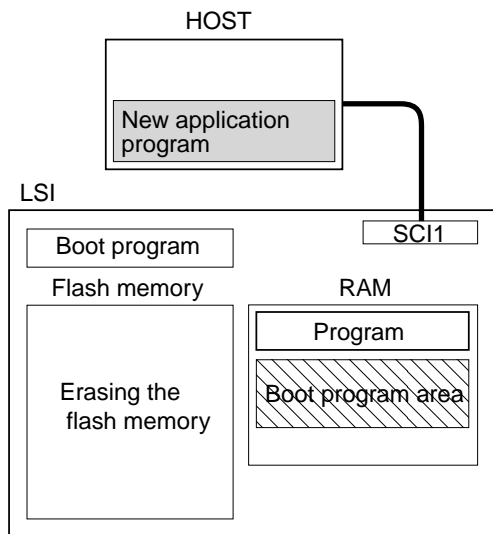 HOST
New application
program
LSI
SCI1
Boot program
Flash memory
RAM
Program
Erasing the
flash memory
Boot program area